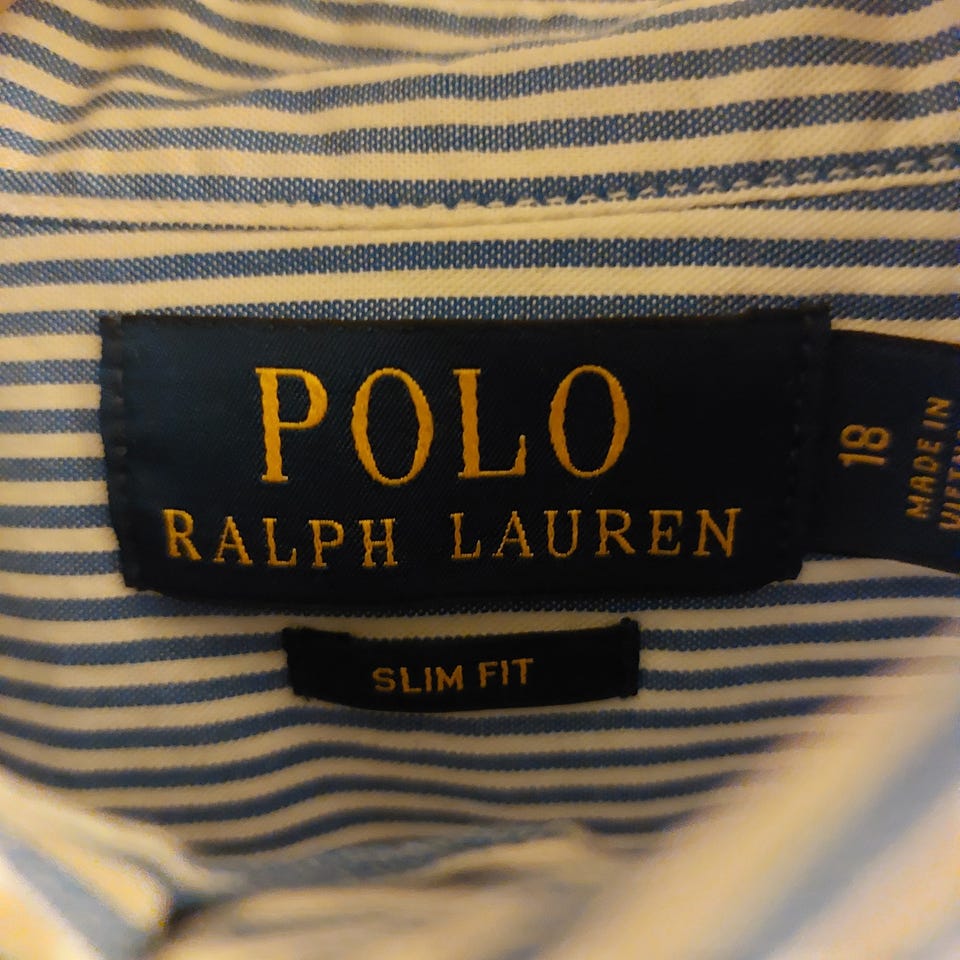 POLO
RALPH LAUREN
SLIM FIT
18
MADE IN